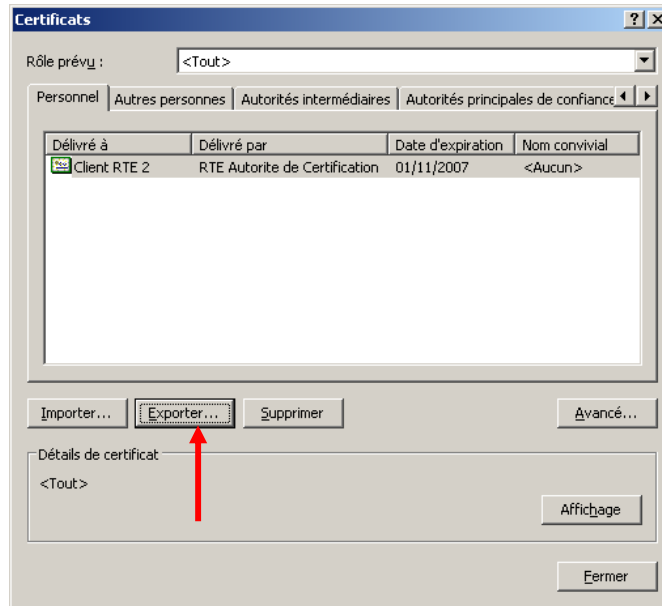 Certificats
Rôle prévu : <Tout>
Personnel Autres personnes Autorités intermédiaires Autorités principales de confiance
Délivré à Délivré par Date d'expiration Nom convivial
Client RTE 2 RTE Autorite de Certification 01/11/2007 <Aucun>
Importer... Exporter... Supprimer Avancé...
Détails de certificat
<Tout>
Affichage
Fermer